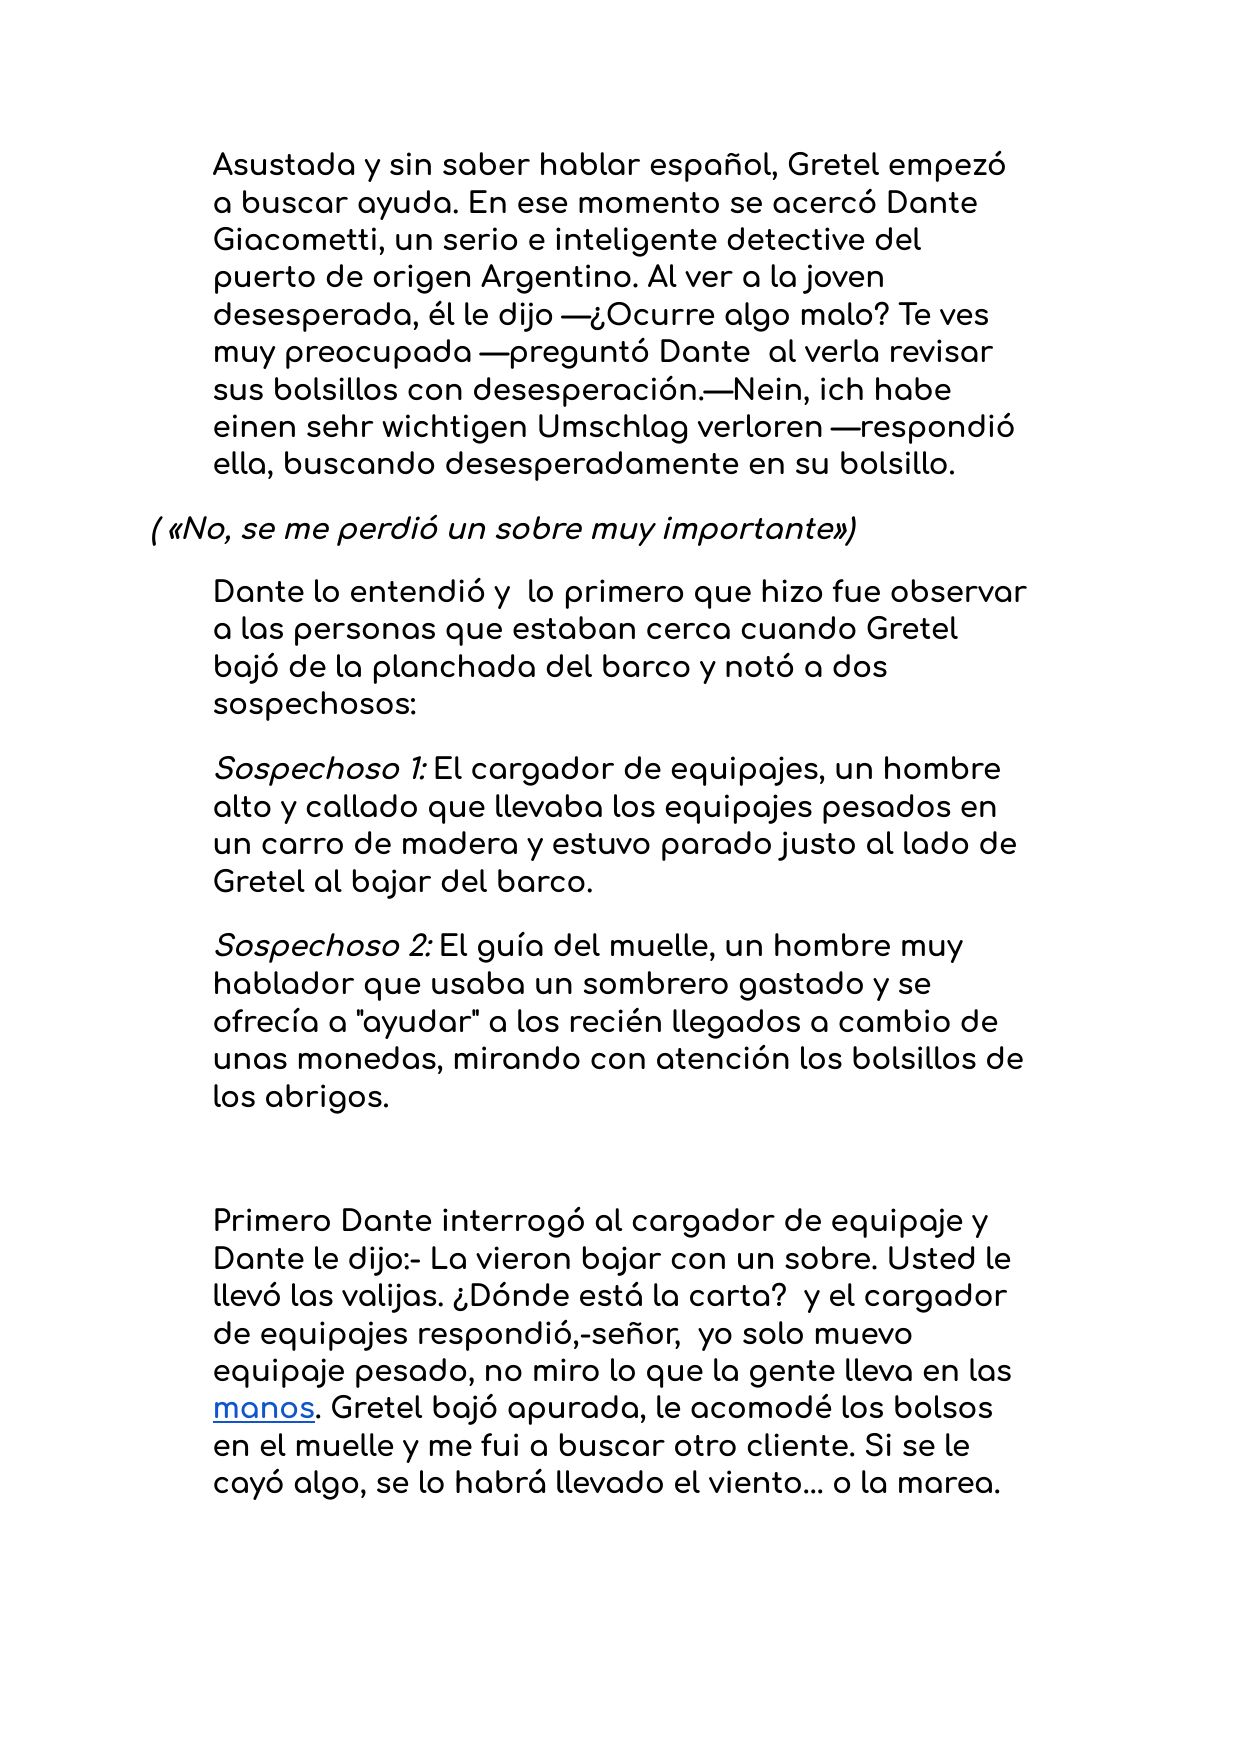 Asustada y sin saber hablar español, Gretel empezó
a buscar ayuda. En ese momento se acercó Dante
Giacometti, un serio e inteligente detective del
puerto de origen Argentino. Al ver a la joven
desesperada, él le dijo —¿Ocurre algo malo? Te ves
muy preocupada —preguntó Dante  al verla revisar
sus bolsillos con desesperación.—Nein, ich habe
einen sehr wichtigen Umschlag verloren —respondió
ella, buscando desesperadamente en su bolsillo.
( «No, se me perdió un sobre muy importante»)
Dante lo entendió y  lo primero que hizo fue observar
a las personas que estaban cerca cuando Gretel
bajó de la planchada del barco y notó a dos
sospechosos:
Sospechoso 1: El cargador de equipajes, un hombre
alto y callado que llevaba los equipajes pesados en
un carro de madera y estuvo parado justo al lado de
Gretel al bajar del barco.
Sospechoso 2: El guía del muelle, un hombre muy
hablador que usaba un sombrero gastado y se
ofrecía a "ayudar" a los recién llegados a cambio de
unas monedas, mirando con atención los bolsillos de
los abrigos.
Primero Dante interrogó al cargador de equipaje y
Dante le dijo:- La vieron bajar con un sobre. Usted le
llevó las valijas. ¿Dónde está la carta?  y el cargador
de equipajes respondió,-señor,  yo solo muevo
equipaje pesado, no miro lo que la gente lleva en las
manos. Gretel bajó apurada, le acomodé los bolsos
en el muelle y me fui a buscar otro cliente. Si se le
cayó algo, se lo habrá llevado el viento... o la marea.